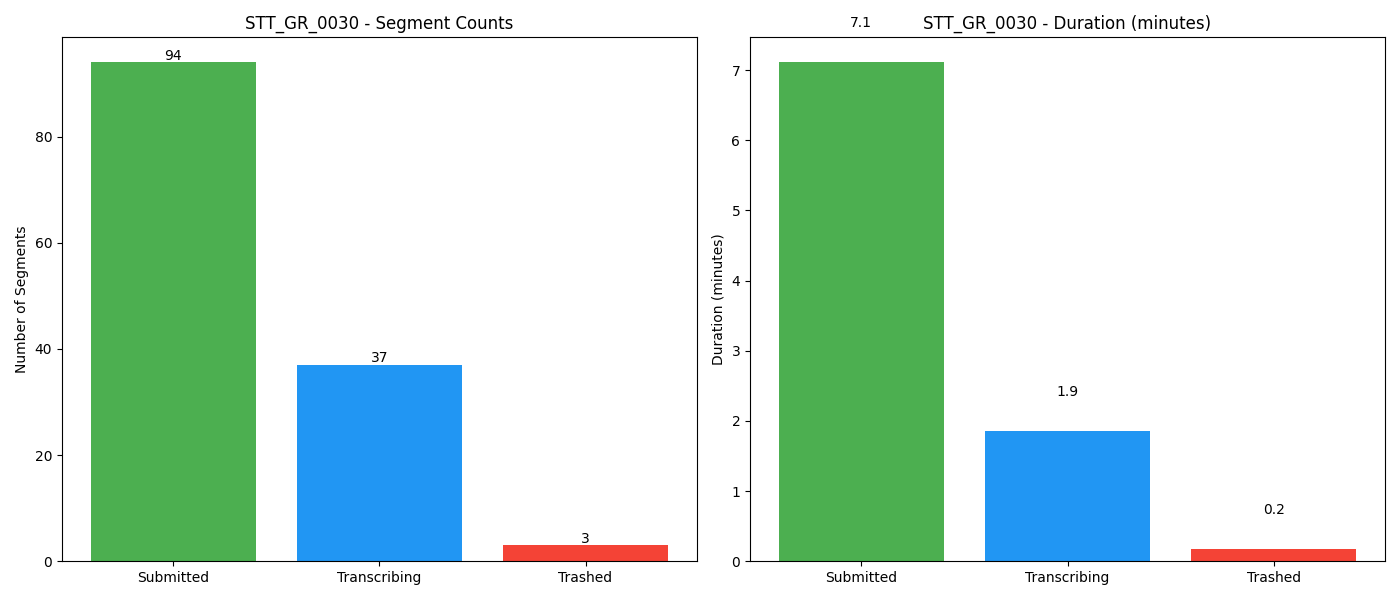 STT_GR_0030 - Segment Counts
Number of Segments
80
60
40
20
0
94
37
3
Submitted
Transcribing
Trashed
7.1
STT_GR_0030 - Duration (minutes)
Duration (minutes)
7
6
5
4
3
2
1
0
1.9
0.2
Submitted
Transcribing
Trashed